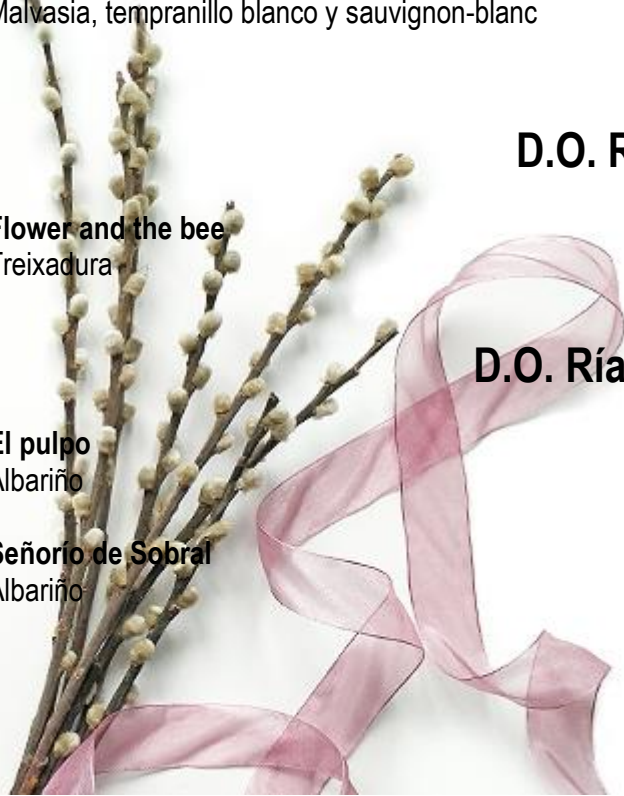 Malvasia, tempranillo blanco y sauvignon-blanc
D.O. R
Flower and the bee
Treixadura
D.O. Ría
El pulpo
Albariño
Señorío de Sobral
Albariño